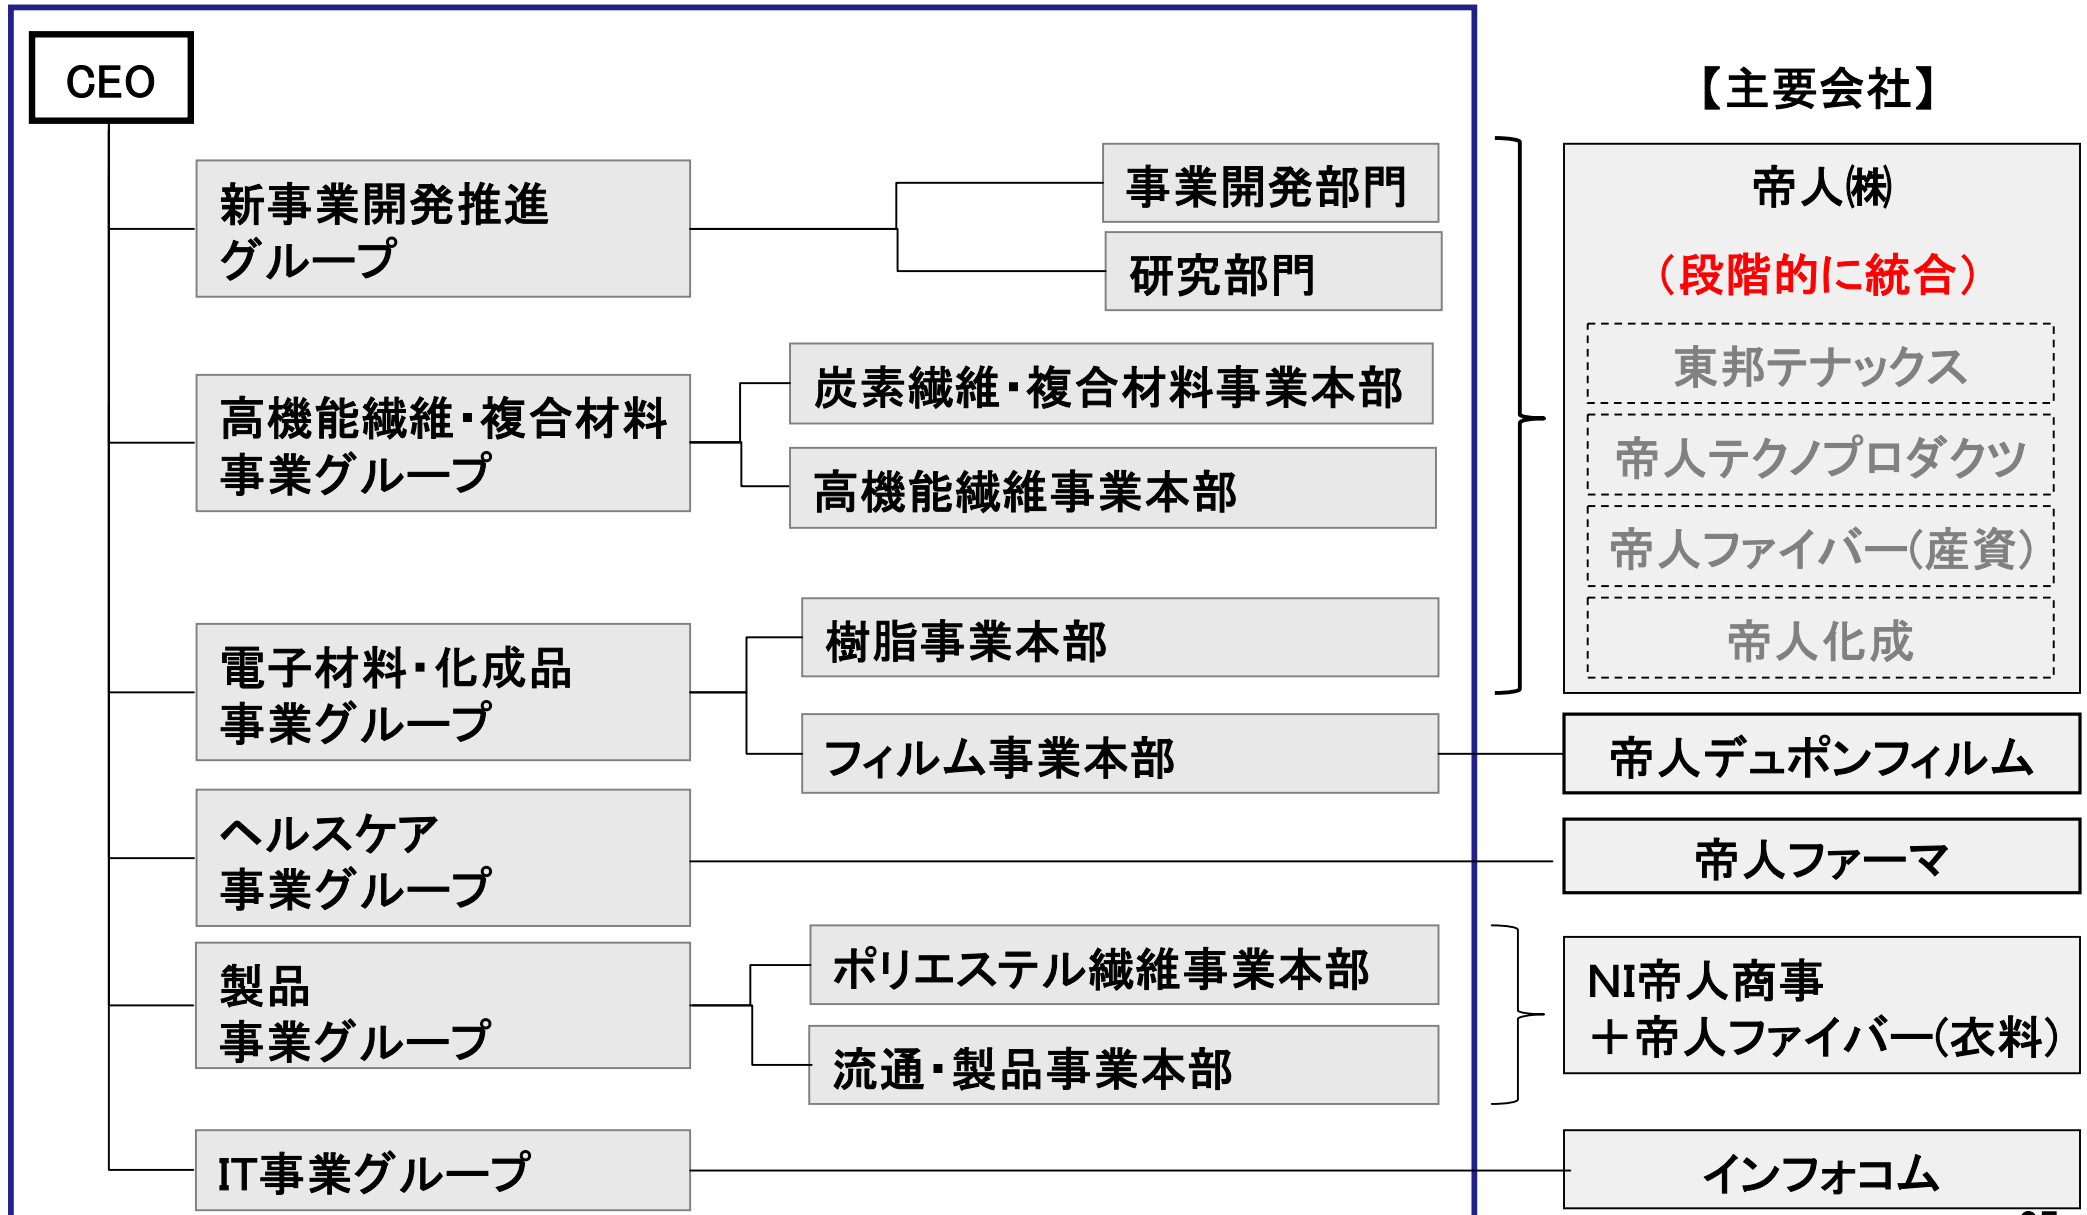 CEO
【主要会社】
新事業開発推進
グループ
事業開発部門
研究部門
高機能繊維・複合材料
事業グループ
炭素繊維・複合材料事業本部
高機能繊維事業本部
電子材料・化成品
事業グループ
樹脂事業本部
フィルム事業本部
ヘルスケア
事業グループ
製品
事業グループ
ポリエステル繊維事業本部
流通・製品事業本部
IT事業グループ
帝人㈱
（段階的に統合）
東邦テナックス
帝人テクノプロダクツ
帝人ファイバー(産資)
帝人化成
帝人デュポンフィルム
帝人ファーマ
NI帝人商事
＋帝人ファイバー(衣料)
インフォコム